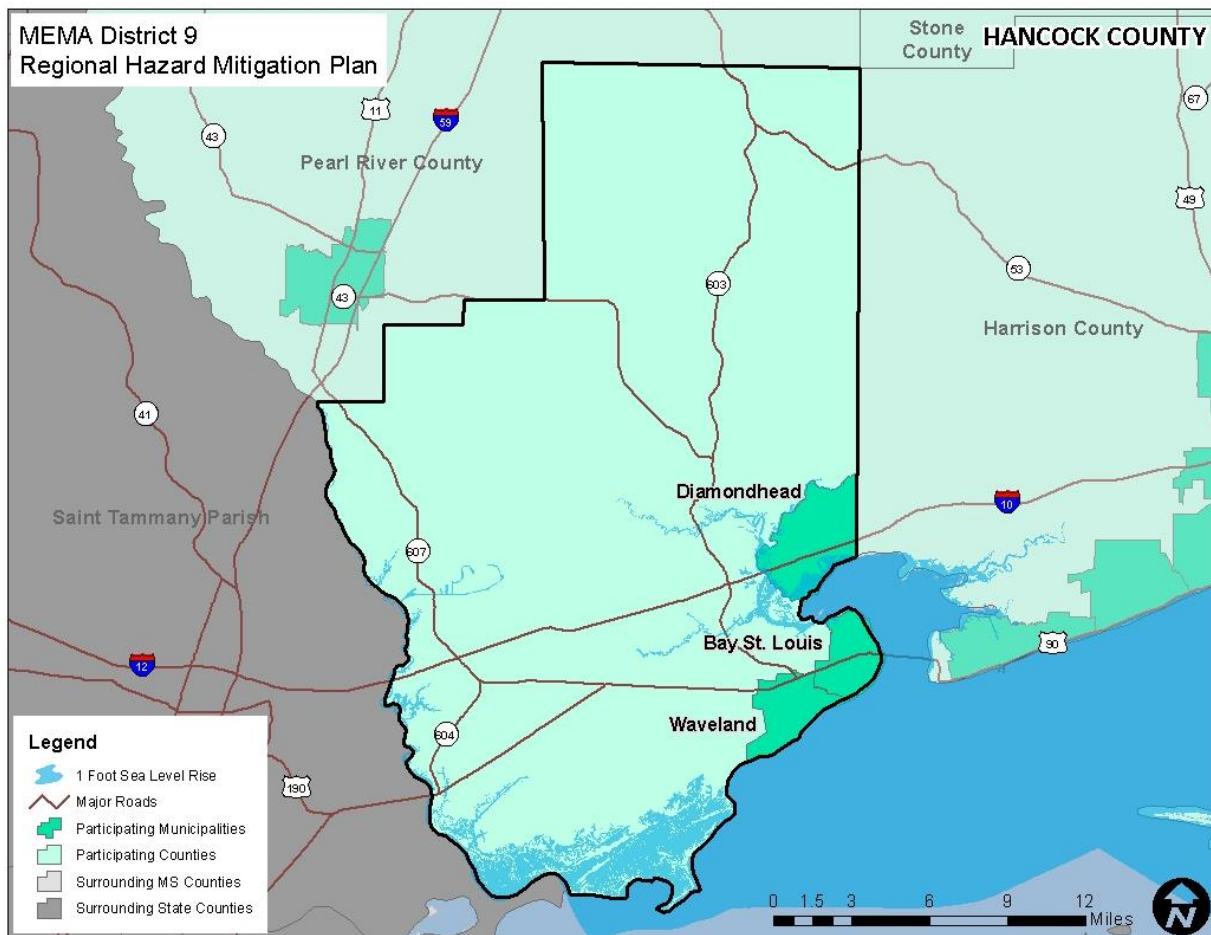 MEMA District 9
Regional Hazard Mitigation Plan
Stone
County
HANCOCK COUNTY
67
11
59
43
Pearl River County
49
53
603
43
Harrison County
41
Diamondhead
10
Saint Tammany Parish
607
Bay St. Louis
90
12
Waveland
604
190
Legend
1 Foot Sea Level Rise
Major Roads
Participating Municipalities
Participating Counties
Surrounding MS Counties
Surrounding State Counties
0 1.5 3 6 9 12
Miles
N